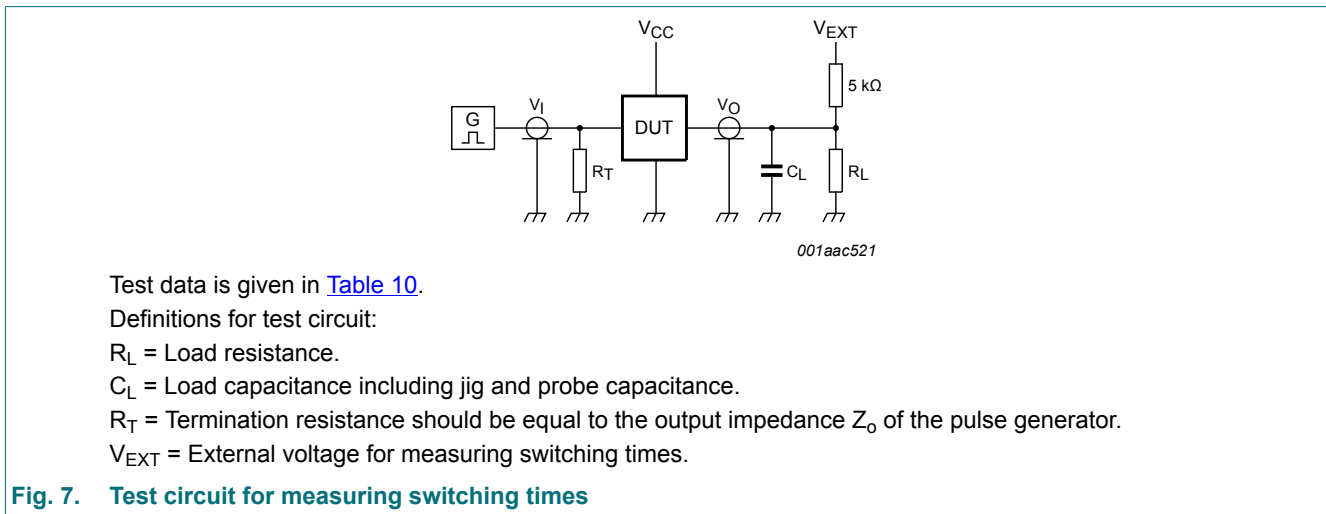 VCC
VEXT
5 kΩ
G
VI
DUT
VO
RT
CL
RL
001aac521
Test data is given in Table 10.
Definitions for test circuit:
RL = Load resistance.
CL = Load capacitance including jig and probe capacitance.
RT = Termination resistance should be equal to the output impedance Zo of the pulse generator.
VEXT = External voltage for measuring switching times.
Fig. 7. Test circuit for measuring switching times